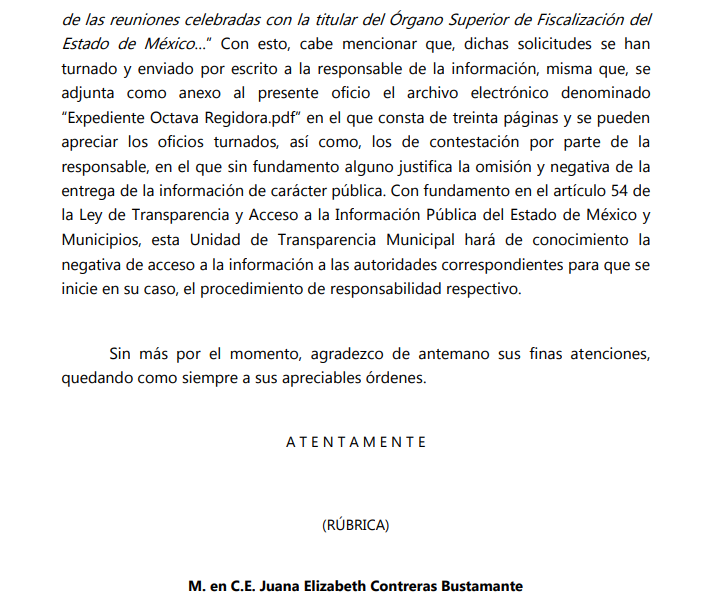 de las reuniones celebradas con la titular del Órgano Superior de Fiscalización del
Estado de México…” Con esto, cabe mencionar que, dichas solicitudes se han
turnado y enviado por escrito a la responsable de la información, misma que, se
adjunta como anexo al presente oficio el archivo electrónico denominado
“Expediente Octava Regidora.pdf” en el que consta de treinta páginas y se pueden
apreciar los oficios turnados, así como, los de contestación por parte de la
responsable, en el que sin fundamento alguno justifica la omisión y negativa de la
entrega de la información de carácter pública. Con fundamento en el artículo 54 de
la Ley de Transparencia y Acceso a la Información Pública del Estado de México y
Municipios, esta Unidad de Transparencia Municipal hará de conocimiento la
negativa de acceso a la información a las autoridades correspondientes para que se
inicie en su caso, el procedimiento de responsabilidad respectivo.
Sin más por el momento, agradezco de antemano sus finas atenciones,
quedando como siempre a sus apreciables órdenes.
A T E N T A M E N T E
(RÚBRICA)
M. en C.E. Juana Elizabeth Contreras Bustamante